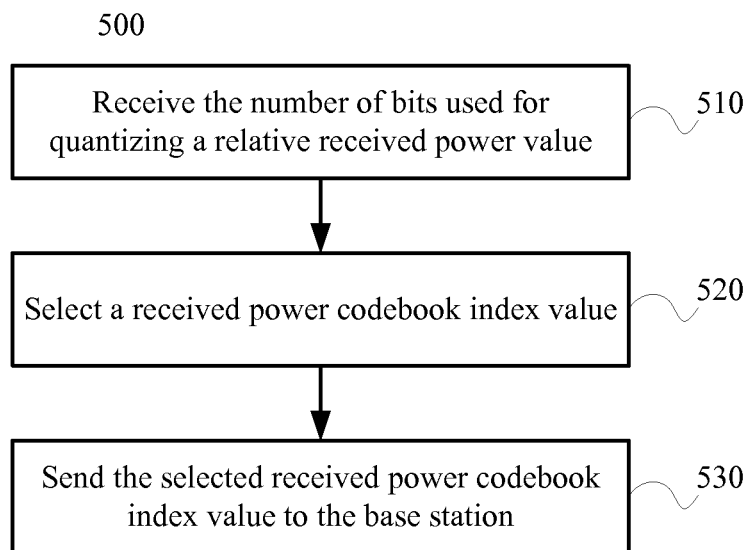 500
Receive the number of bits used for
quantizing a relative received power value
510
Select a received power codebook index value
520
Send the selected received power codebook
index value to the base station
530